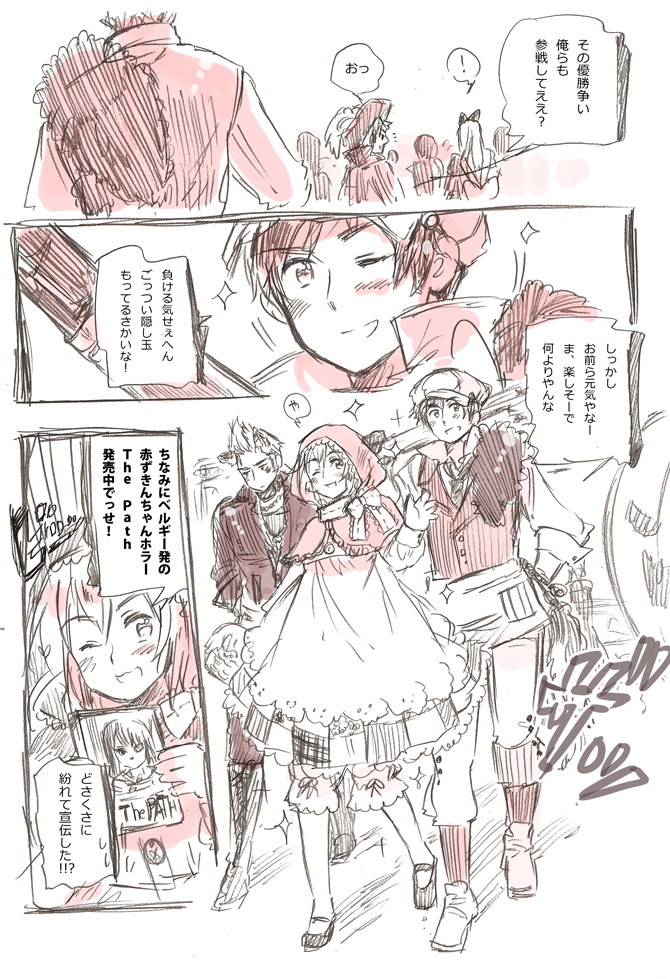 その優勝争い
俺らも
参戦してええ?
!
おっ
負ける気せぇへん
ごっつい隠し玉
もってるさかいな!
しっかし
お前ら元気やなー
ま、楽しそーで
何よりやんな
や
ちなみにベルギー発の
赤ずきんちゃんホラー
The Path
発売中でっせ!
The PATH
どさくさに
紛れて宣伝した!!?